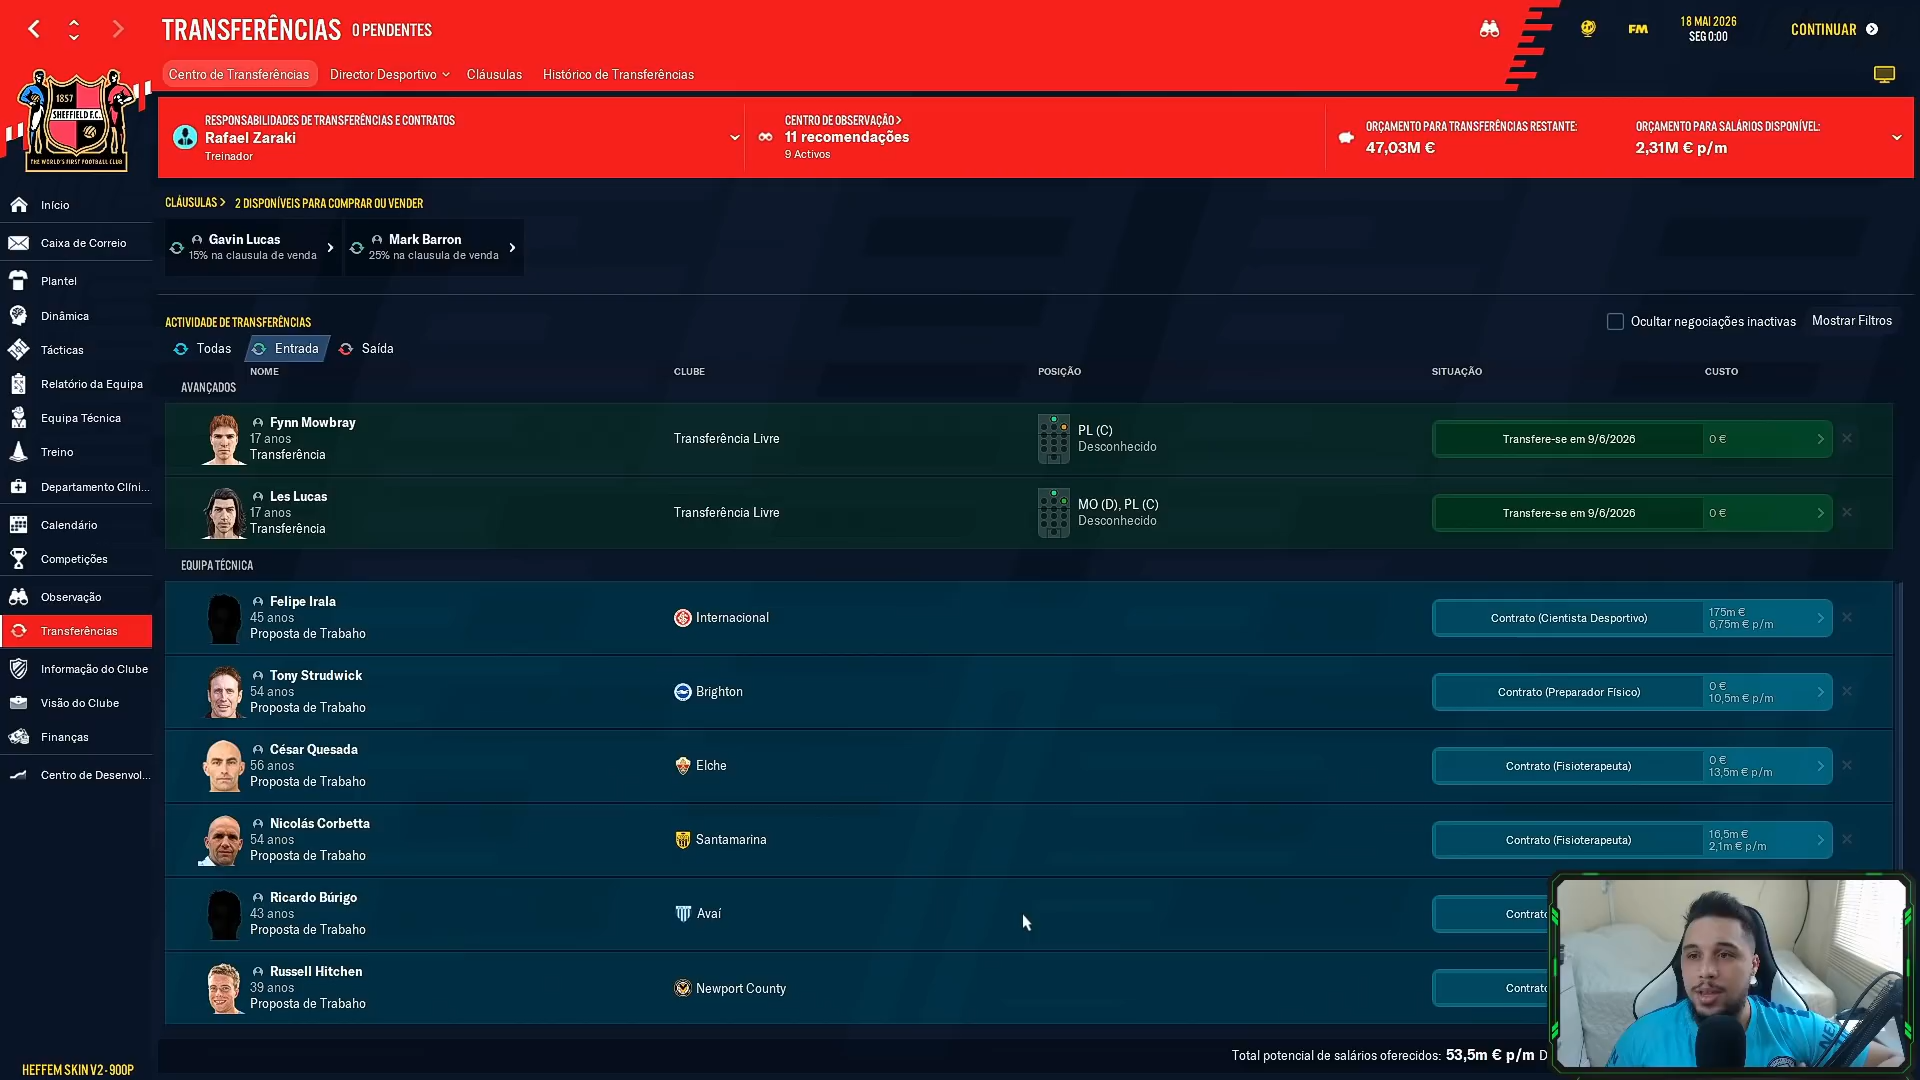 TRANSFERÊNCIAS 0 PENDENTES
18 MAI 2026
SEG 0:00
FM
CONTINUAR
Centro de Transferências Director Desportivo Cláusulas Histórico de Transferências
1857
SHEFFIELD F.C.
THE WORLD'S FIRST FOOTBALL CLUB
RESPONSABILIDADES DE TRANSFERÊNCIAS E CONTRATOS
Rafael Zaraki
Treinador
CENTRO DE OBSERVAÇÃO >
11 recomendações
9 Activos
ORÇAMENTO PARA TRANSFERÊNCIAS RESTANTE:
47,03M €
ORÇAMENTO PARA SALÁRIOS DISPONÍVEL:
2,31M € p/m
Início
Caixa de Correio
Plantel
Dinâmica
Tácticas
Relatório da Equipa
Equipa Técnica
Treino
Departamento Clíni...
Calendário
Competições
Observação
Transferências
Informação do Clube
Visão do Clube
Finanças
Centro de Desenvol...
HEFFEM SKIN V2 - 900P
CLÁUSULAS > 2 DISPONÍVEIS PARA COMPRAR OU VENDER
Gavin Lucas
15% na clausula de venda
Mark Barron
25% na clausula de venda
ACTIVIDADE DE TRANSFERÊNCIAS
Ocultar negociações inactivas Mostrar Filtros
Todas Entrada Saída
NOME CLUBE POSIÇÃO SITUAÇÃO CUSTO
AVANÇADOS
Fynn Mowbray
17 anos
Transferência
Transferência Livre
PL (C)
Desconhecido
Transfere-se em 9/6/2026
0 €
Les Lucas
17 anos
Transferência
Transferência Livre
MO (D), PL (C)
Desconhecido
Transfere-se em 9/6/2026
0 €
EQUIPA TÉCNICA
Felipe Irala
45 anos
Proposta de Trabaho
Internacional
Contrato (Cientista Desportivo)
175m €
6,75m € p/m
Tony Strudwick
54 anos
Proposta de Trabaho
Brighton
Contrato (Preparador Físico)
0 €
10,5m € p/m
César Quesada
56 anos
Proposta de Trabaho
Elche
Contrato (Fisioterapeuta)
0 €
13,5m € p/m
Nicolás Corbetta
54 anos
Proposta de Trabaho
Santamarina
Contrato (Fisioterapeuta)
16,5m €
2,1m € p/m
Ricardo Búrigo
43 anos
Proposta de Trabaho
Avaí
Contrato
Russell Hitchen
39 anos
Proposta de Trabaho
Newport County
Contrato
Total potencial de salários oferecidos: 53,5m € p/m D